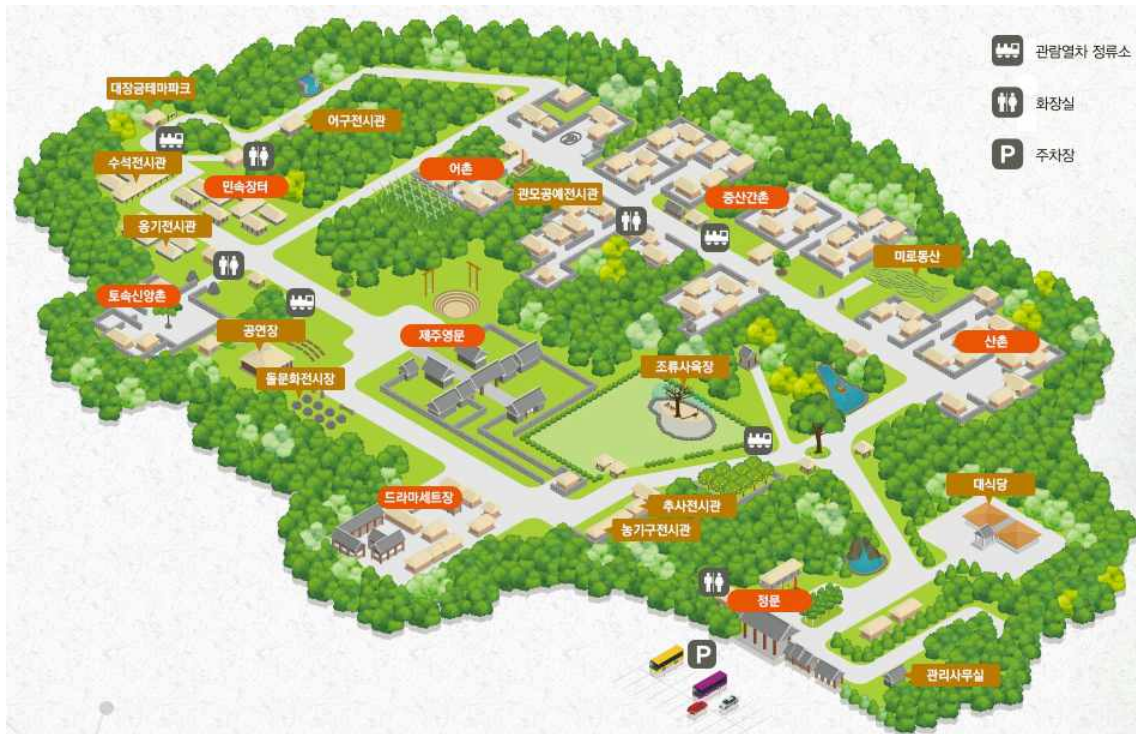 관람열차 정류소
화장실
P 주차장
대장금테마파크
어구전시관
수석전시관
민속장터
어촌
관모공예전시관
중산간촌
옹기전시관
미로동산
토속신앙촌
공연장
제주영문
산촌
돌문화전시장
조류사육장
드라마세트장
추사전시관
대식당
농기구전시관
정문
P
관리사무실